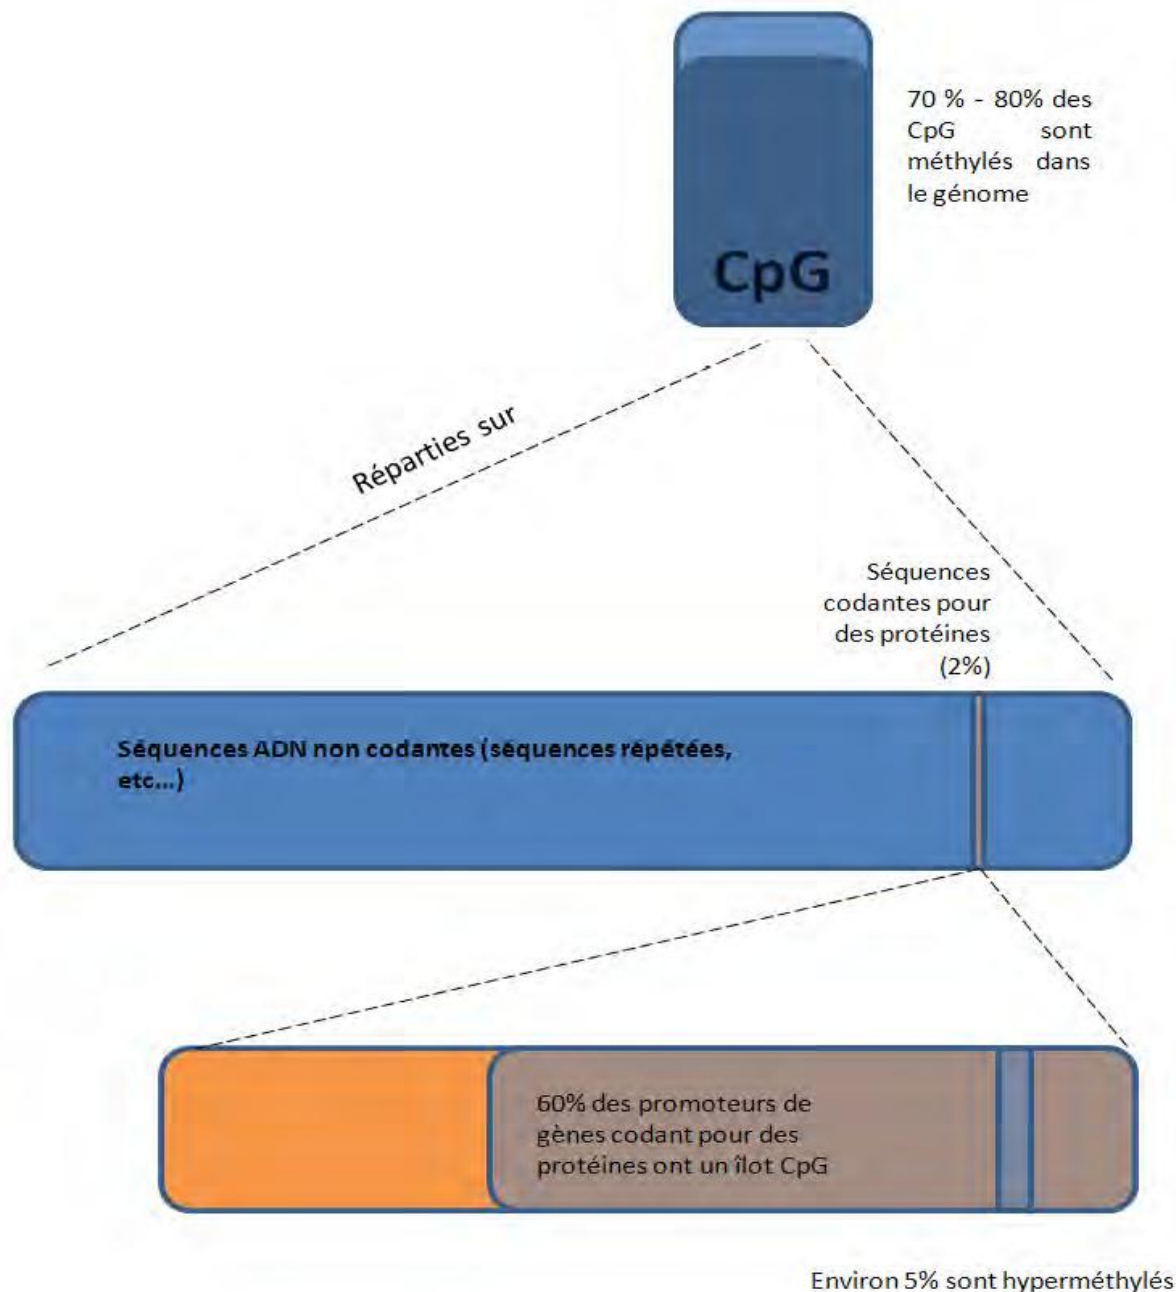 70 % - 80% des
CpG sont
méthylés dans
le génome
CpG
Réparties sur
Séquences
codantes pour
des protéines
(2%)
Séquences ADN non codantes (séquences répétées,
etc...)
60% des promoteurs de
gènes codant pour des
protéines ont un îlot CpG
Environ 5% sont hyperméthylés